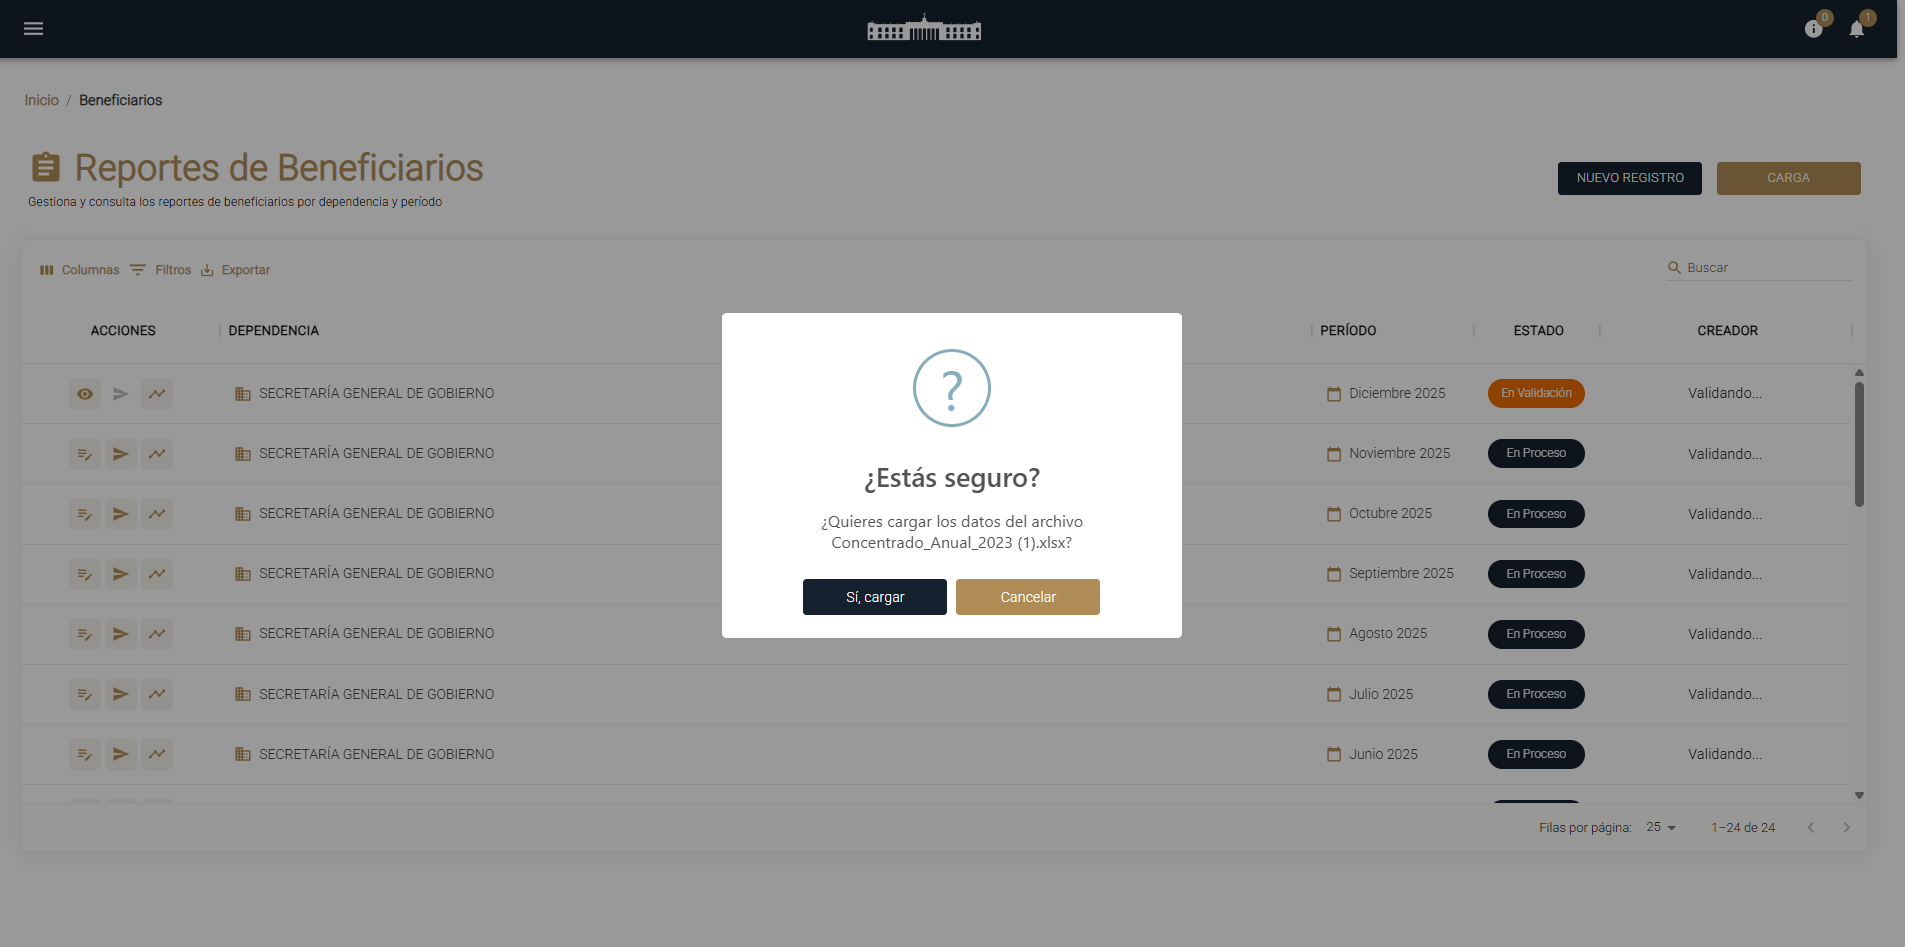 0
1
Inicio / Beneficiarios
Reportes de Beneficiarios
Gestiona y consulta los reportes de beneficiarios por dependencia y período
NUEVO REGISTRO
CARGA
Columnas
Filtros
Exportar
Buscar
ACCIONES
DEPENDENCIA
PERÍODO
ESTADO
CREADOR
SECRETARÍA GENERAL DE GOBIERNO
Diciembre 2025
En Validación
Validando...
SECRETARÍA GENERAL DE GOBIERNO
Noviembre 2025
En Proceso
Validando...
SECRETARÍA GENERAL DE GOBIERNO
Octubre 2025
En Proceso
Validando...
SECRETARÍA GENERAL DE GOBIERNO
Septiembre 2025
En Proceso
Validando...
SECRETARÍA GENERAL DE GOBIERNO
Agosto 2025
En Proceso
Validando...
SECRETARÍA GENERAL DE GOBIERNO
Julio 2025
En Proceso
Validando...
SECRETARÍA GENERAL DE GOBIERNO
Junio 2025
En Proceso
Validando...
?
¿Estás seguro?
¿Quieres cargar los datos del archivo
Concentrado_Anual_2023 (1).xlsx?
Sí, cargar
Cancelar
Filas por página:
25
1–24 de 24